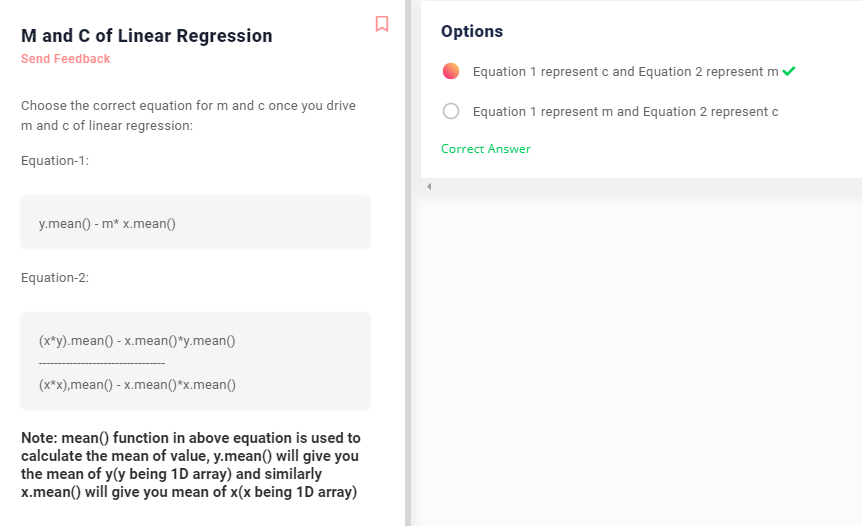 M and C of Linear Regression
Send Feedback
Choose the correct equation for m and c once you drive
m and c of linear regression:
Equation-1:
y.mean() - m* x.mean()
Equation-2:
(x*y).mean() - x.mean()*y.mean()
---------------------------------
(x*x),mean() - x.mean()*x.mean()
Note: mean() function in above equation is used to
calculate the mean of value, y.mean() will give you
the mean of y(y being 1D array) and similarly
x.mean() will give you mean of x(x being 1D array)
Options
Equation 1 represent c and Equation 2 represent m
Equation 1 represent m and Equation 2 represent c
Correct Answer